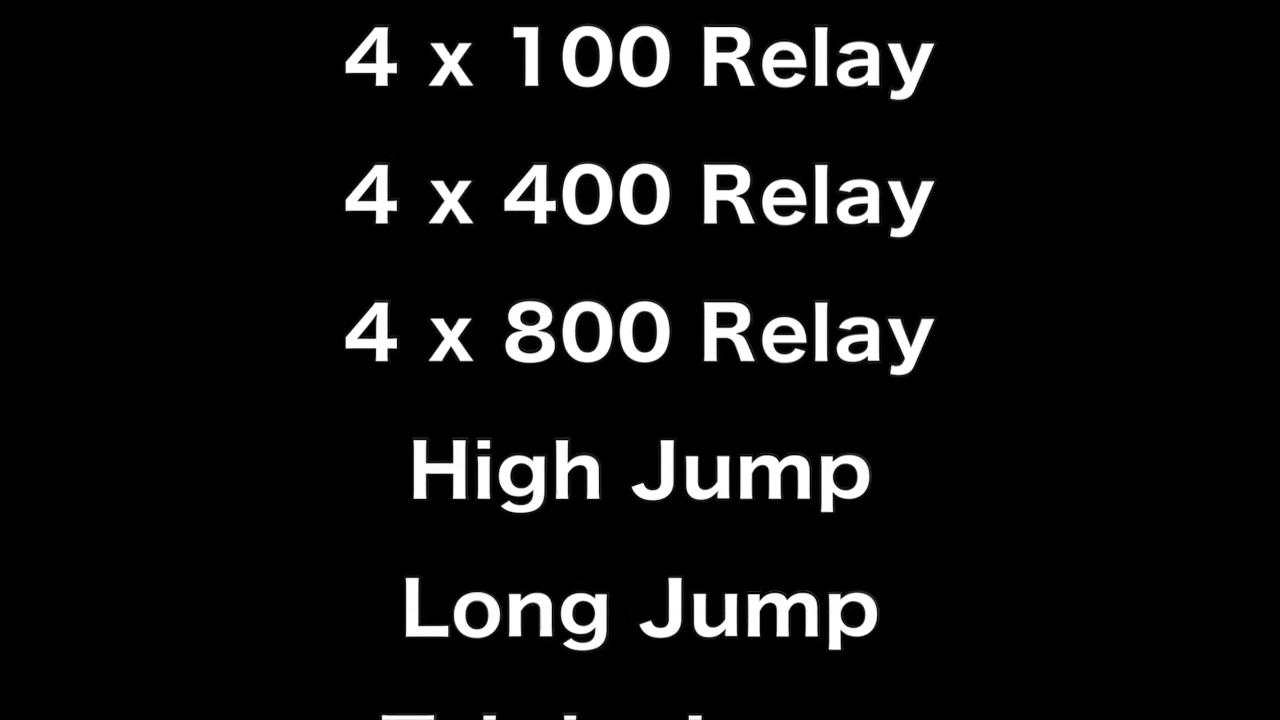 4 x 100 Relay
4 x 400 Relay
4 x 800 Relay
High Jump
Long Jump